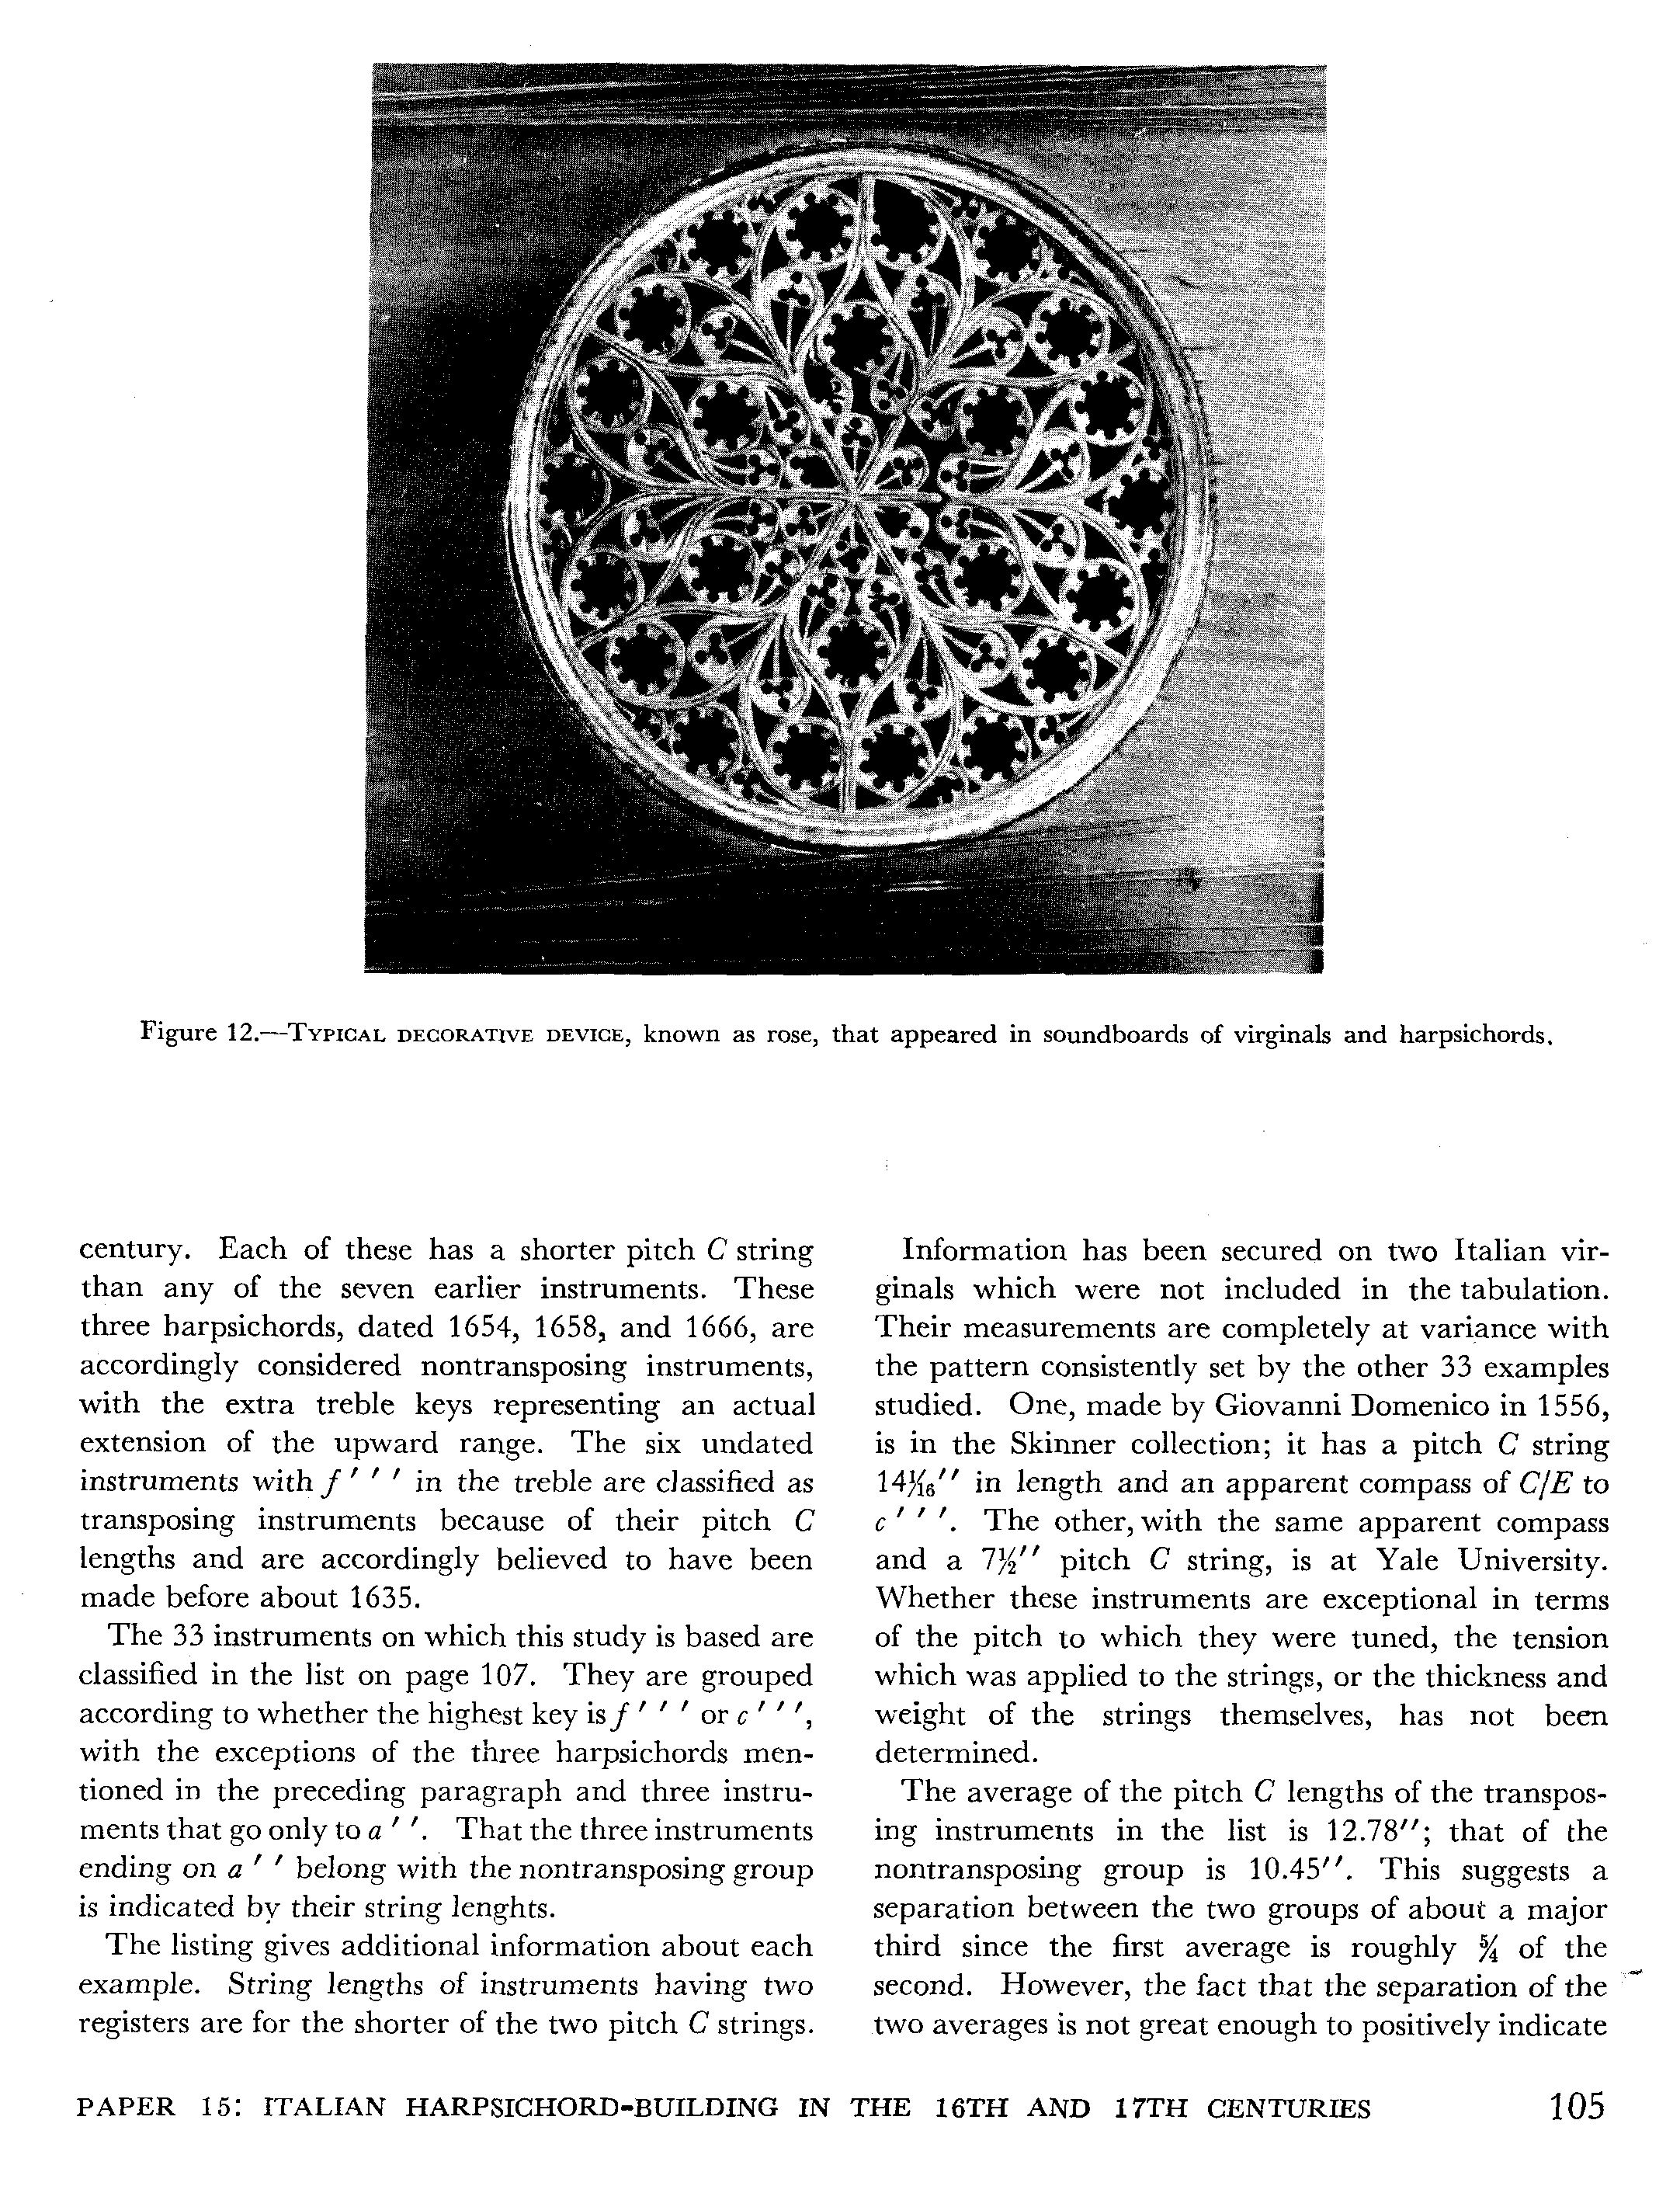 Figure 12.—Typical decorative device, known as rose, that appeared in soundboards of virginals and harpsichords.
century. Each of these has a shorter pitch C string
than any of the seven earlier instruments. These
three harpsichords, dated 1654, 1658, and 1666, are
accordingly considered nontransposing instruments,
with the extra treble keys representing an actual
extension of the upward range. The six undated
instruments with f′ ′ ′ in the treble are classified as
transposing instruments because of their pitch C
lengths and are accordingly believed to have been
made before about 1635.
The 33 instruments on which this study is based are
classified in the list on page 107. They are grouped
according to whether the highest key is f′ ′ ′ or c′ ′ ′,
with the exceptions of the three harpsichords men-
tioned in the preceding paragraph and three instru-
ments that go only to a′ ′. That the three instruments
ending on a′ ′ belong with the nontransposing group
is indicated by their string lenghts.
The listing gives additional information about each
example. String lengths of instruments having two
registers are for the shorter of the two pitch C strings.
Information has been secured on two Italian vir-
ginals which were not included in the tabulation.
Their measurements are completely at variance with
the pattern consistently set by the other 33 examples
studied. One, made by Giovanni Domenico in 1556,
is in the Skinner collection; it has a pitch C string
14 1/16″ in length and an apparent compass of C/E to
c′ ′ ′. The other, with the same apparent compass
and a 7½″ pitch C string, is at Yale University.
Whether these instruments are exceptional in terms
of the pitch to which they were tuned, the tension
which was applied to the strings, or the thickness and
weight of the strings themselves, has not been
determined.
The average of the pitch C lengths of the transpos-
ing instruments in the list is 12.78″; that of the
nontransposing group is 10.45″. This suggests a
separation between the two groups of about a major
third since the first average is roughly 5/4 of the
second. However, the fact that the separation of the
two averages is not great enough to positively indicate
PAPER 15: ITALIAN HARPSICHORD-BUILDING IN THE 16TH AND 17TH CENTURIES 105